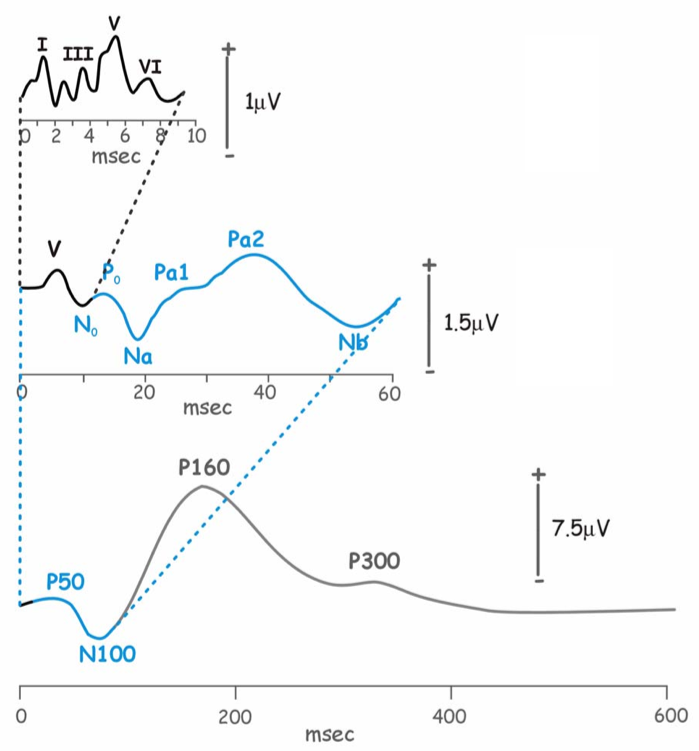 V
I
III
VI
+
1µV
-
0 2 4 6 8 10
msec
V
P₀
Pa1
Pa2
+
N₀
Na
Nb
1.5µV
-
0 20 40 60
msec
P160
+
7.5µV
P300
-
P50
N100
0 200 400 600
msec